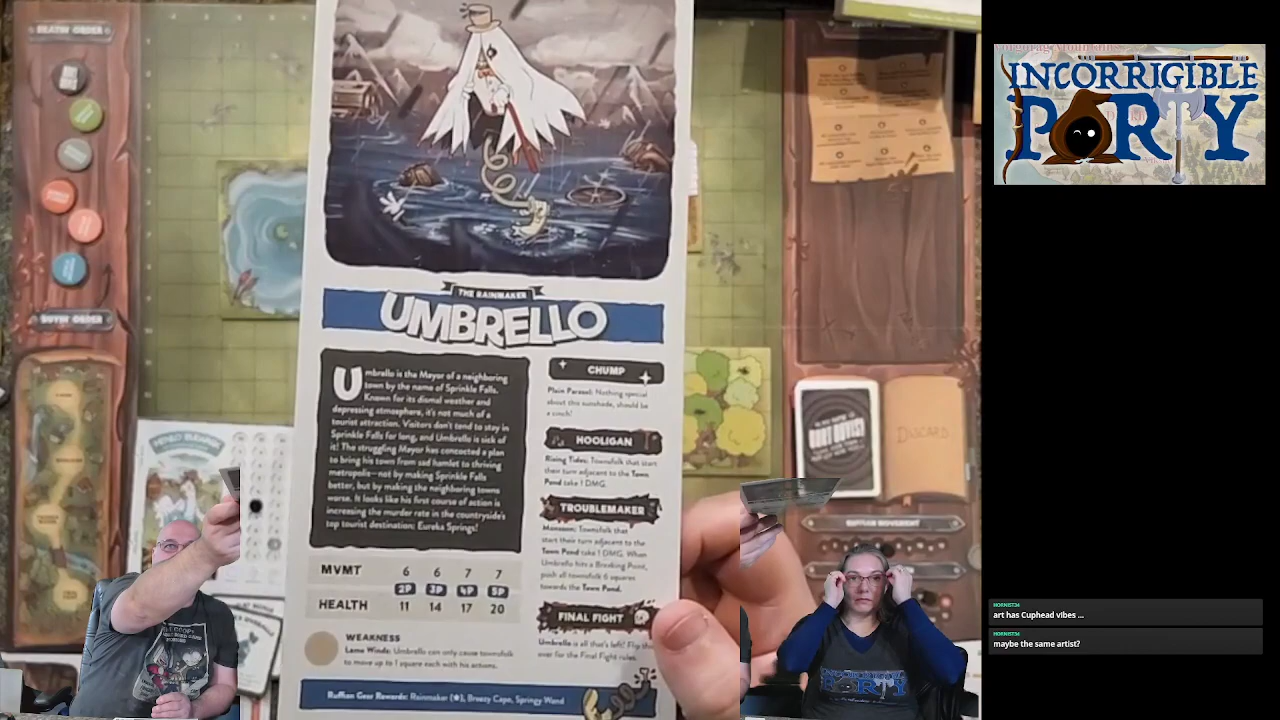 BEATIN' ORDER
BUYIN' ORDER
THE RAINMAKER
UMBRELLO
Umbrello is the Mayor of a neighboring
town by the name of Sprinkle Falls.
Known for its dismal weather and
depressing atmosphere, it's not much of a
tourist attraction. Visitors don't tend to stay in
Sprinkle Falls for long, and Umbrello is sick of
it! The struggling Mayor has concocted a plan
to bring his town from sad hamlet to thriving
metropolis—not by making Sprinkle Falls
better, but by making the neighboring towns
worse. It looks like his first course of action is
increasing the murder rate in the countryside's
top tourist destination: Eureka Springs!
MVMT 6 6 7 7
2P 3P 4P 5P
HEALTH 11 14 17 20
WEAKNESS
Lame Winds: Umbrello can only cause townsfolk
to move up to 1 square each with his actions.
CHUMP
Plain Parasol: Nothing special
about this sunshade, should be
a cinch!
HOOLIGAN
Rising Tides: Townsfolk that start
their turn adjacent to the Town
Pond take 1 DMG.
TROUBLEMAKER
Monsoon: Townsfolk that
start their turn adjacent to the
Town Pond take 1 DMG. When
Umbrello hits a Breaking Point,
push all townsfolk 6 squares
towards the Town Pond.
FINAL FIGHT
Umbrello is all that's left! Flip
over for the Final Fight rules.
Ruffian Gear Rewards: Rainmaker, Breezy Cape, Springy Wand
DISCARD
RUFFIAN MOVEMENT
INCORRIGIBLE
PARTY
INCORRIGIBLE
PARTY
HORNIST34
art has Cuphead vibes ...
HORNIST34
maybe the same artist?